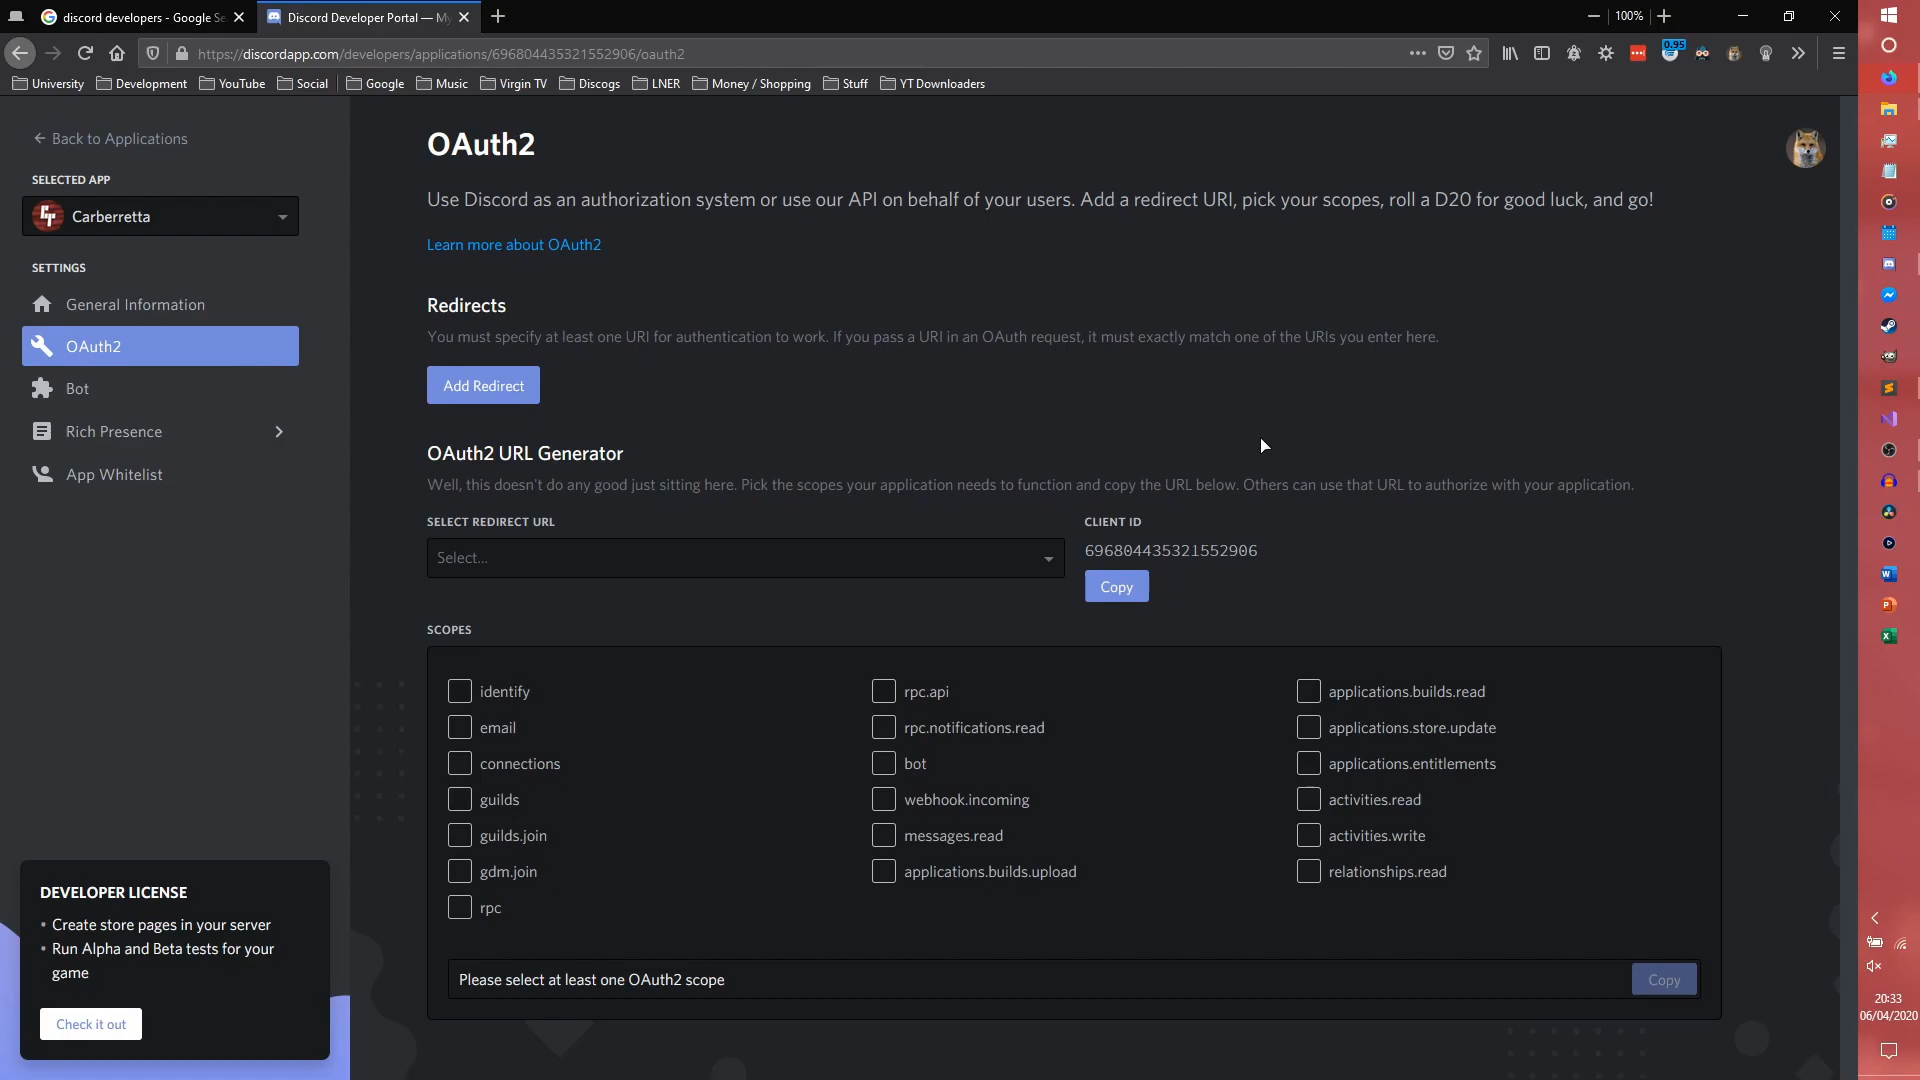 discord developers - Google Se
Discord Developer Portal — My
100%
https://discordapp.com/developers/applications/696804435321552906/oauth2
0.95
University
Development
YouTube
Social
Google
Music
Virgin TV
Discogs
LNER
Money / Shopping
Stuff
YT Downloaders
Back to Applications
SELECTED APP
Carberretta
SETTINGS
General Information
OAuth2
Bot
Rich Presence
App Whitelist
DEVELOPER LICENSE
• Create store pages in your server
• Run Alpha and Beta tests for your
game
Check it out
OAuth2
Use Discord as an authorization system or use our API on behalf of your users. Add a redirect URI, pick your scopes, roll a D20 for good luck, and go!
Learn more about OAuth2
Redirects
You must specify at least one URI for authentication to work. If you pass a URI in an OAuth request, it must exactly match one of the URIs you enter here.
Add Redirect
OAuth2 URL Generator
Well, this doesn't do any good just sitting here. Pick the scopes your application needs to function and copy the URL below. Others can use that URL to authorize with your application.
SELECT REDIRECT URL
Select...
CLIENT ID
696804435321552906
Copy
SCOPES
identify
email
connections
guilds
guilds.join
gdm.join
rpc
rpc.api
rpc.notifications.read
bot
webhook.incoming
messages.read
applications.builds.upload
applications.builds.read
applications.store.update
applications.entitlements
activities.read
activities.write
relationships.read
Please select at least one OAuth2 scope
Copy
20:33
06/04/2020